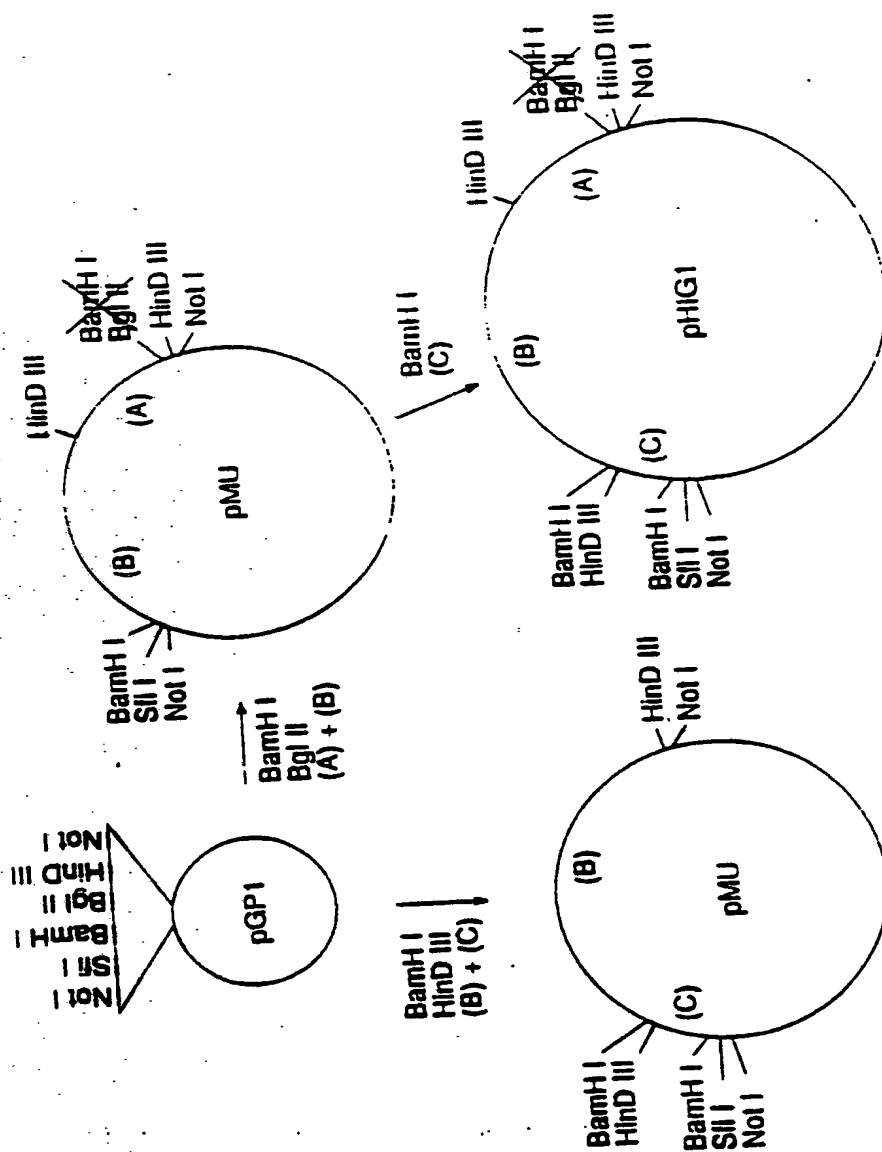 Not I
Sfi I
BamH I
Bgl II
HinD III
Not I
pGP1
BamH I
Bgl II
(A) + (B)
BamH I
Sfi I
Not I
(B)
pMU
(A)
HinD III
BamH I
Bgl II
HinD III
Not I
BamH I
HinD III
(B) + (C)
BamH I
(C)
BamH I
HinD III
(C)
BamH I
Sfi I
Not I
pMU
(B)
HinD III
Not I
BamH I
HinD III
(C)
BamH I
Sfi I
Not I
(B)
pHIG1
HinD III
(A)
BamH I
Bgl II
HinD III
Not I